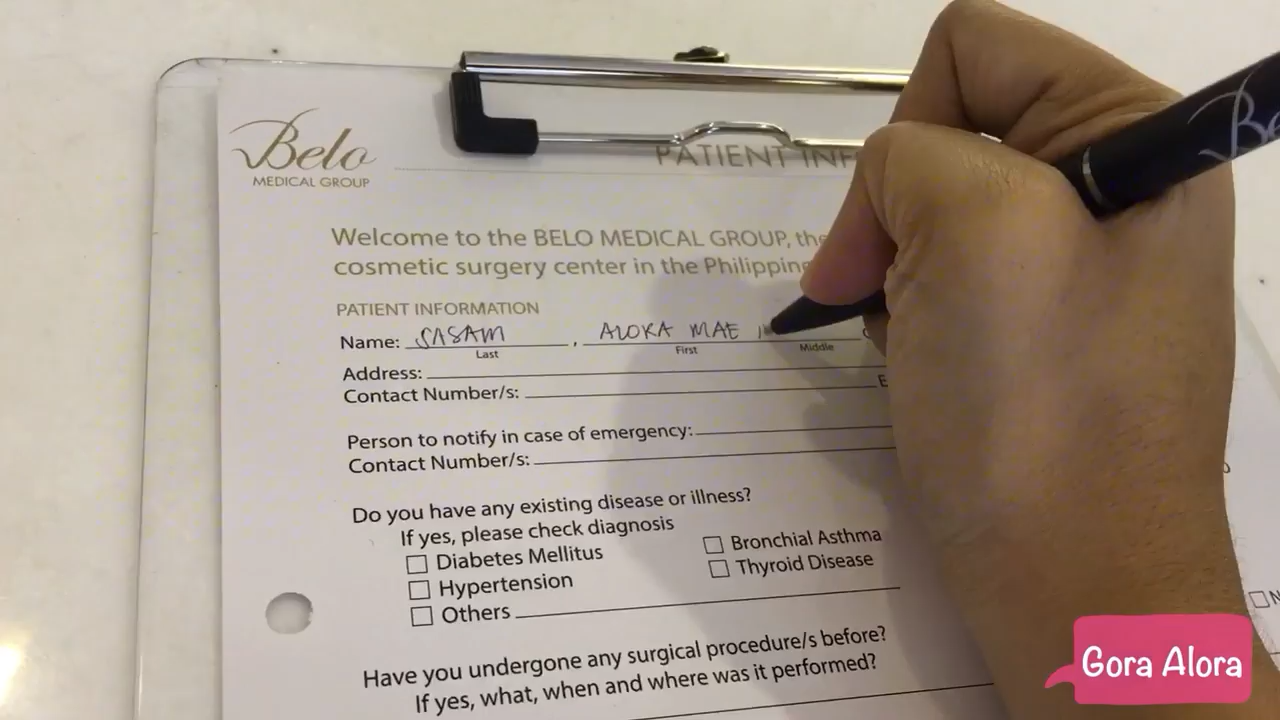 Belo
MEDICAL GROUP
PATIENT INF
Welcome to the BELO MEDICAL GROUP, the
cosmetic surgery center in the Philippine
PATIENT INFORMATION
Name: SASAM, ALORA MAE
Last First Middle
Address:
Contact Number/s:
Person to notify in case of emergency:
Contact Number/s:
Do you have any existing disease or illness?
If yes, please check diagnosis
Diabetes Mellitus Bronchial Asthma
Hypertension Thyroid Disease
Others
Have you undergone any surgical procedure/s before?
If yes, what, when and where was it performed?
Gora Alora